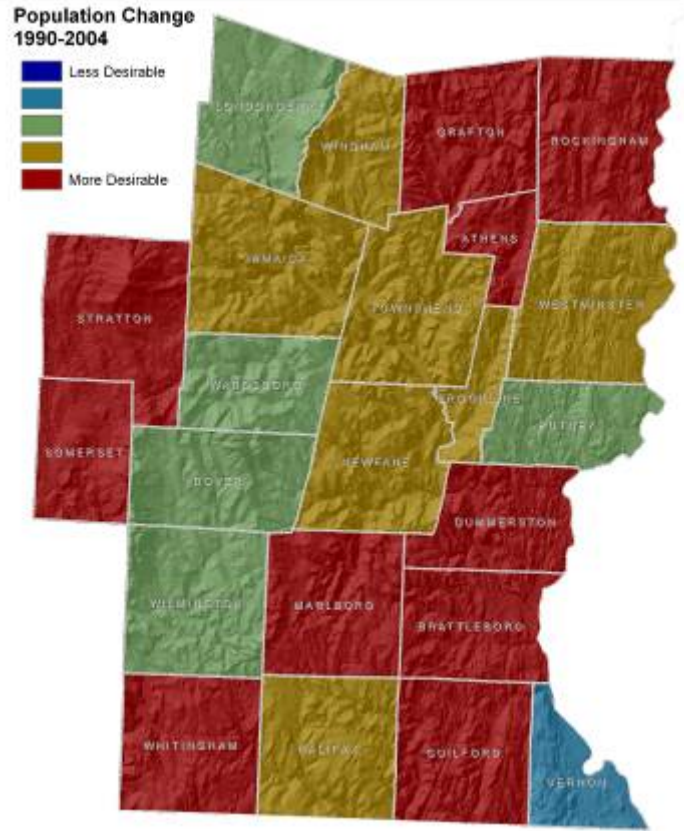 Population Change
1990-2004
Less Desirable
More Desirable
LONDONDERRY
WINDHAM
GRAFTON
ROCKINGHAM
ATHENS
JAMAICA
TOWNSHEND
WESTMINSTER
STRATTON
WARDSBORO
BROOKLINE
PUTNEY
SOMERSET
DOVER
NEWFANE
DUMMERSTON
WILMINGTON
MARLBORO
BRATTLEBORO
WHITINGHAM
HALIFAX
GUILFORD
VERNON